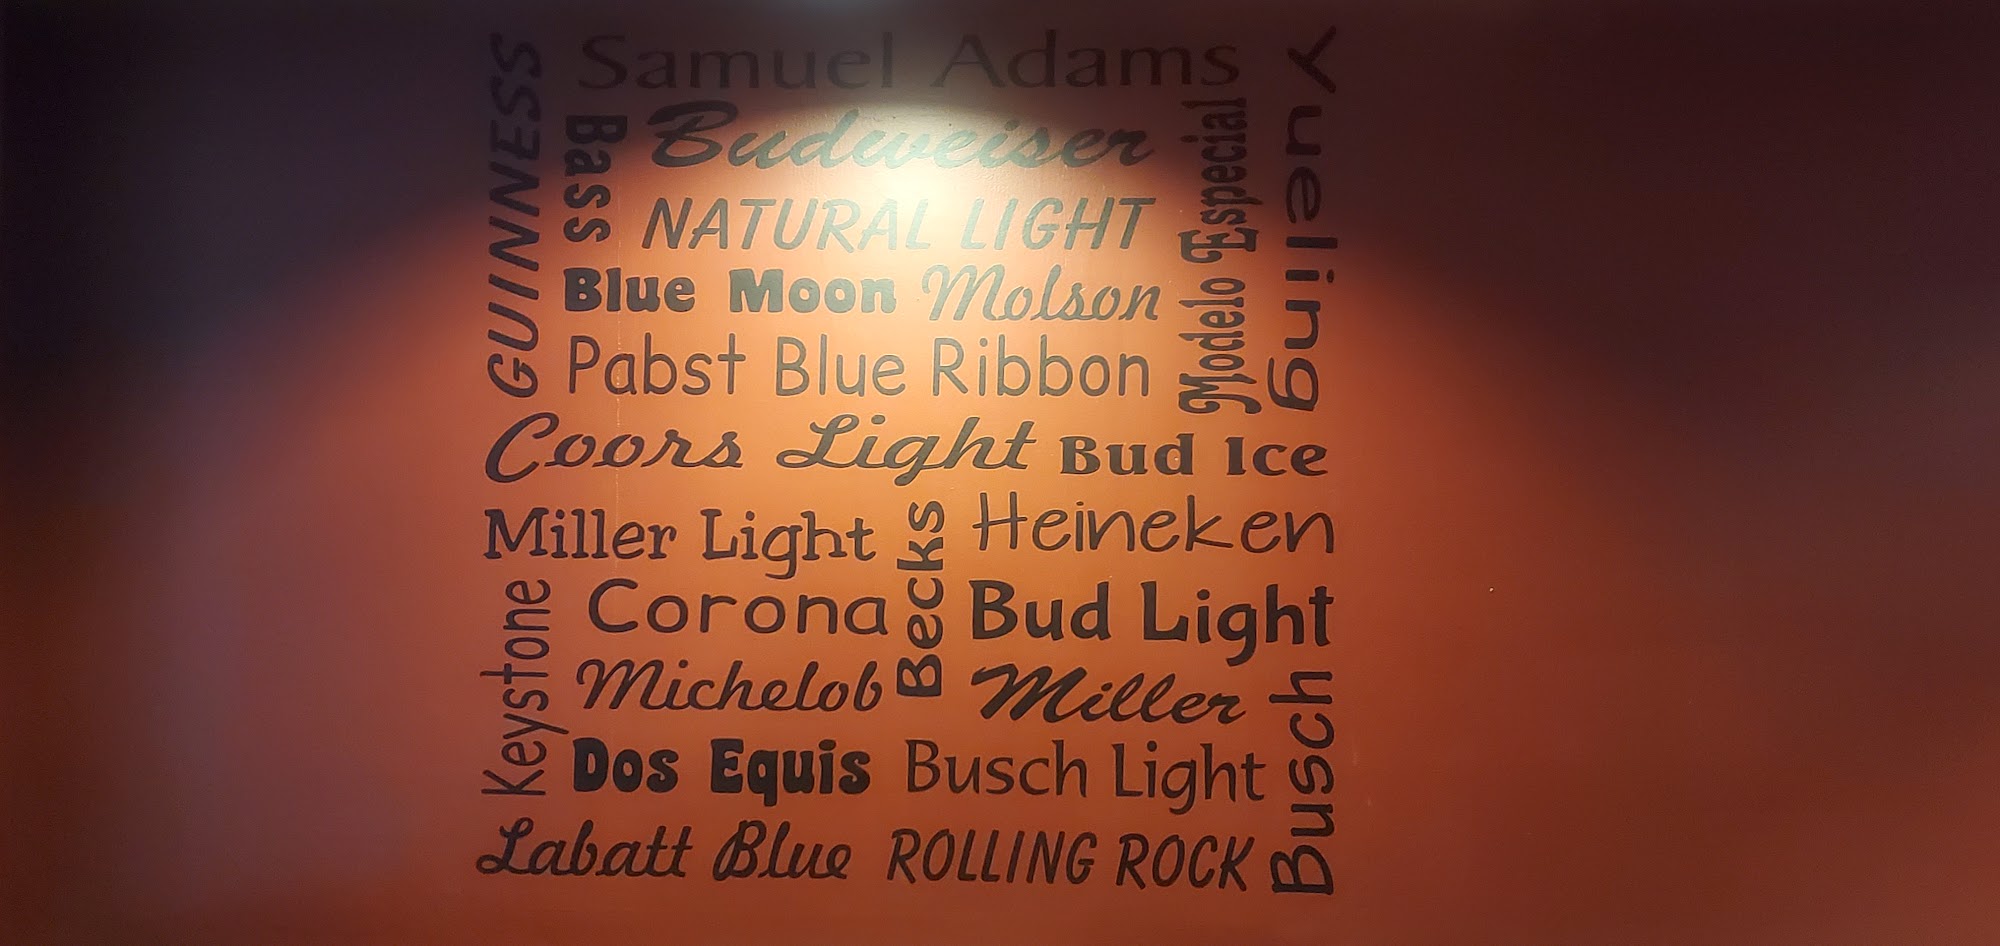 GUINNESS
Samuel Adams
Yueling
Bass
Budweiser
Modelo Especial
NATURAL LIGHT
Blue Moon
Molson
Pabst Blue Ribbon
Coors Light
Bud Ice
Miller Light
Becks
Heineken
Keystone
Corona
Bud Light
Michelob
Miller
Busch
Dos Equis
Busch Light
Labatt Blue
ROLLING ROCK